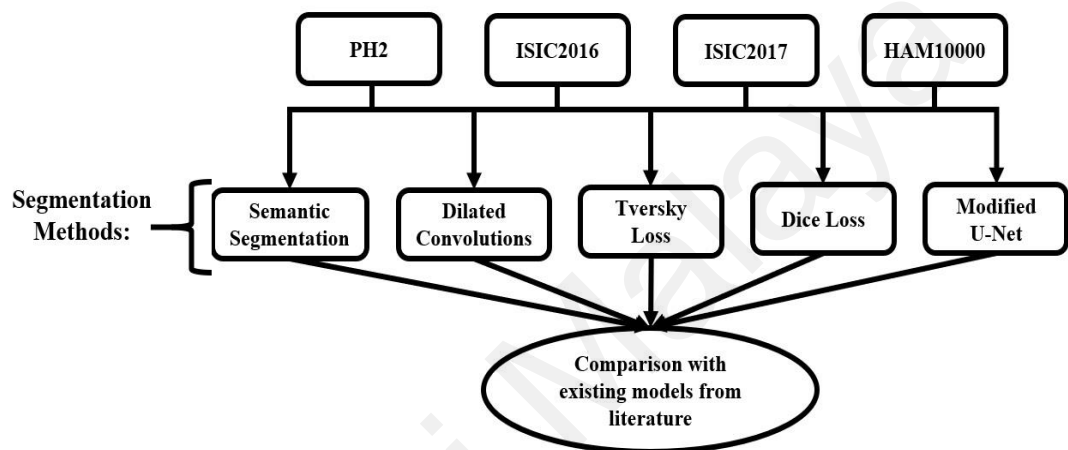 PH2
ISIC2016
ISIC2017
HAM10000
Segmentation
Methods:
Semantic
Segmentation
Dilated
Convolutions
Tversky
Loss
Dice Loss
Modified
U-Net
Comparison with
existing models from
literature
i Malaya